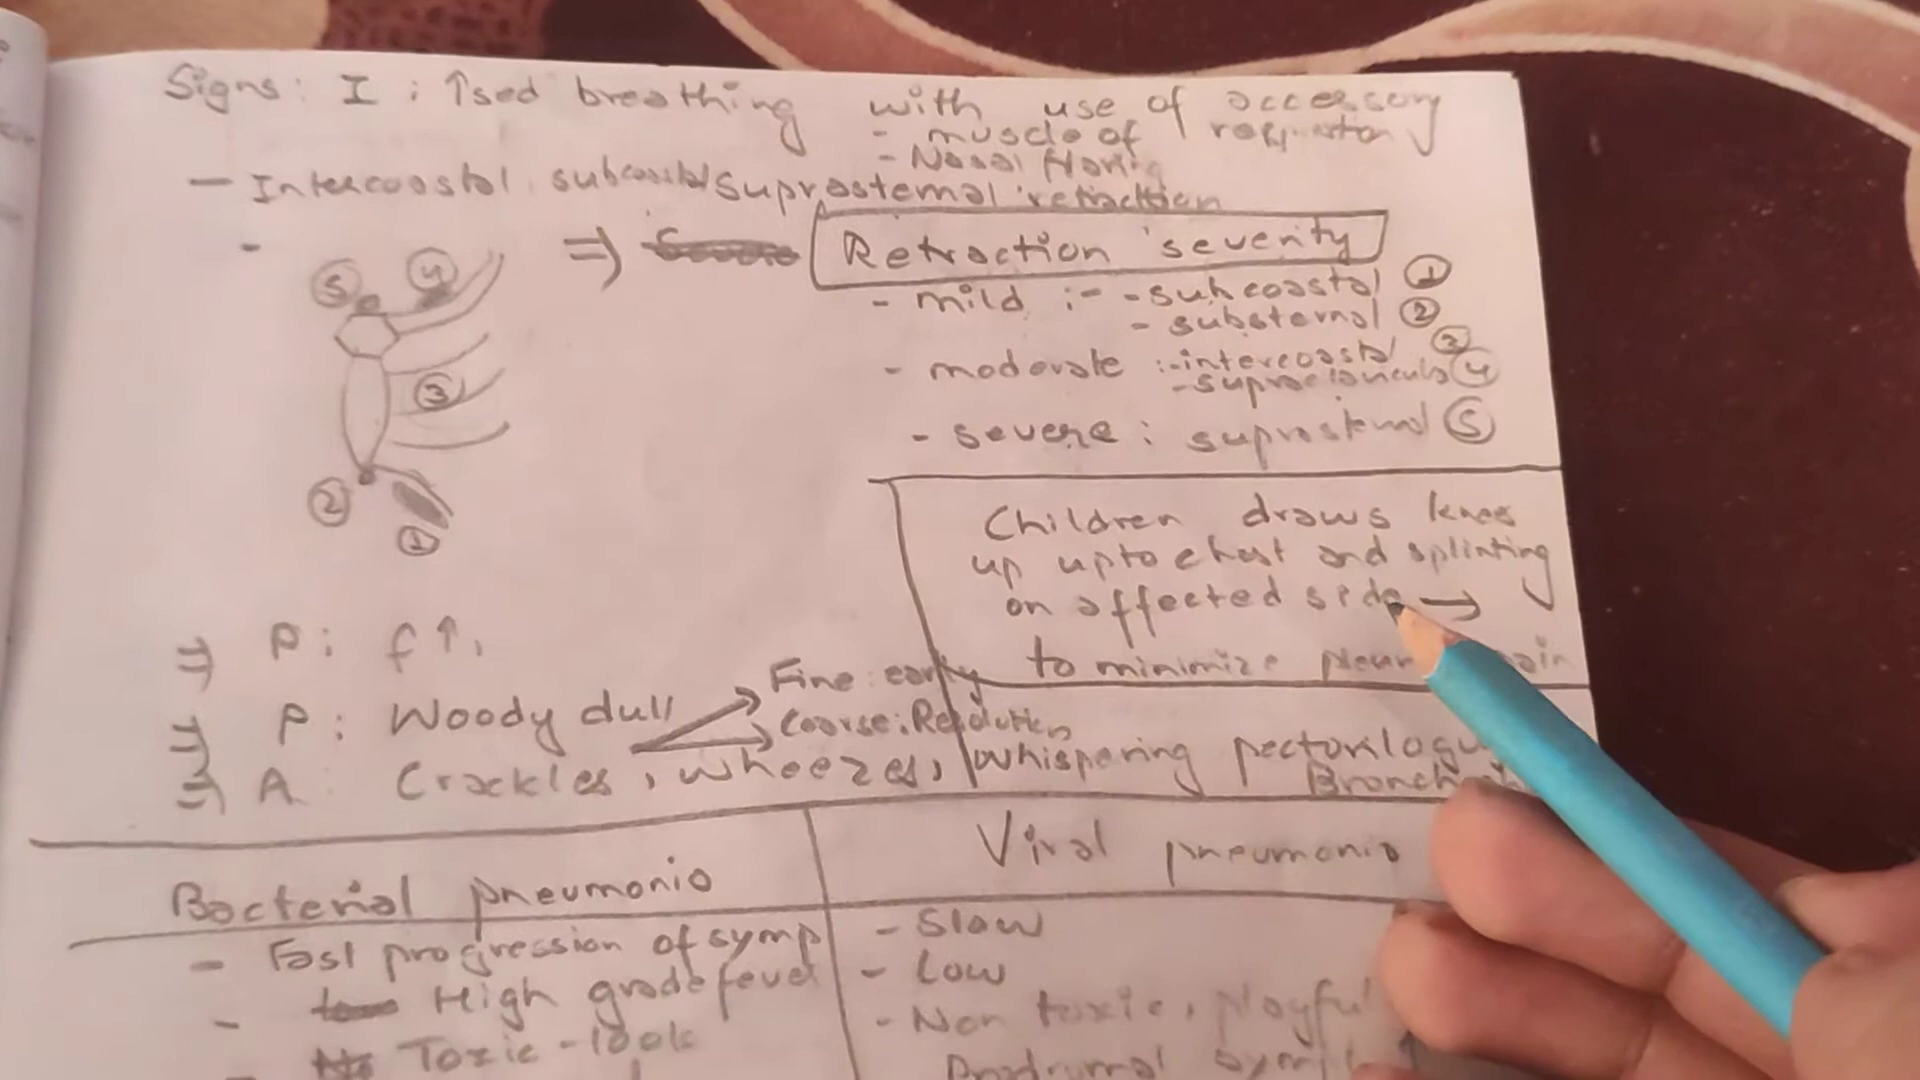 Signs: I : ↑sed breathing with use of accessory
- muscle of respiration
- Nasal flaring
— Intercoastal, subcoastal suprasternal retraction
-
⇒ Retraction severity
- mild :- - subcoastal ①
- substernal ②
- moderate :- intercoastal ③
- supraclavicular ④
- severe : suprasternal ⑤
⑤ ④
③
②
①
Children draws knees
up upto chest and splinting
on affected side →
to minimize pain
⇒ P: f↑,
Fine: early
⇒ P: Woody dull
Coarse: Resolution
⇒ A: Crackles, wheezes, Whispering
Bacterial pneumonia
Viral pneumonia
- Fast progression of symp
- Slow
- High grade fever
- Low
- Toxic-look
- Non toxic, playful
Prodromal